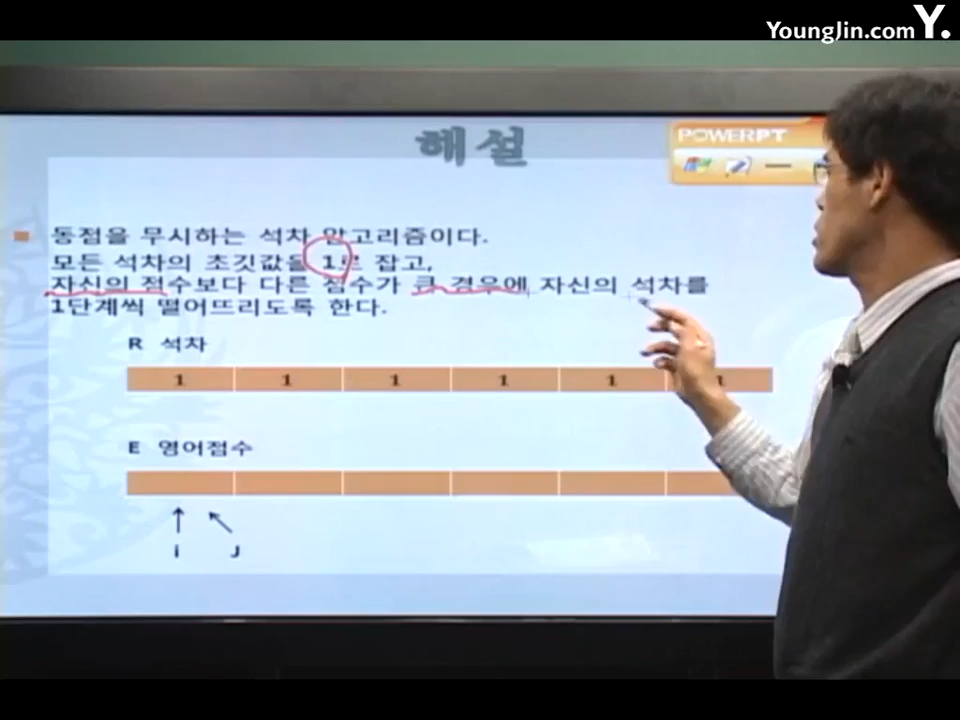 YoungJin.com Y.
해설
POWERPT
동점을 무시하는 석차 알고리즘이다.
모든 석차의 초깃값을 1로 잡고,
자신의 점수보다 다른 점수가 큰 경우에 자신의 석차를
1단계씩 떨어뜨리도록 한다.
R 석차
1 1 1 1 1 1
E 영어점수
i J